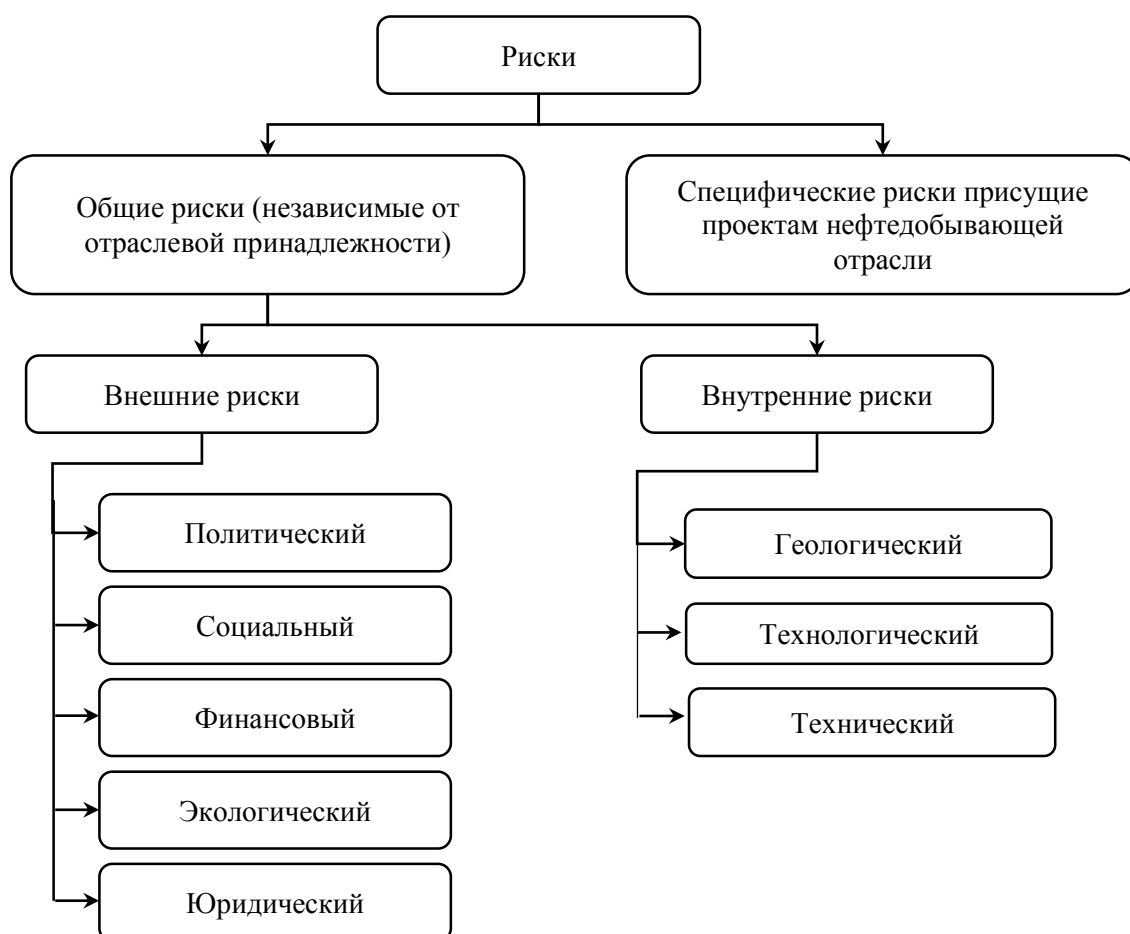 Риски
Общие риски (независимые от
отраслевой принадлежности)
Специфические риски присущие
проектам нефтедобывающей
отрасли
Внешние риски
Внутренние риски
Политический
Социальный
Финансовый
Экологический
Юридический
Геологический
Технологический
Технический